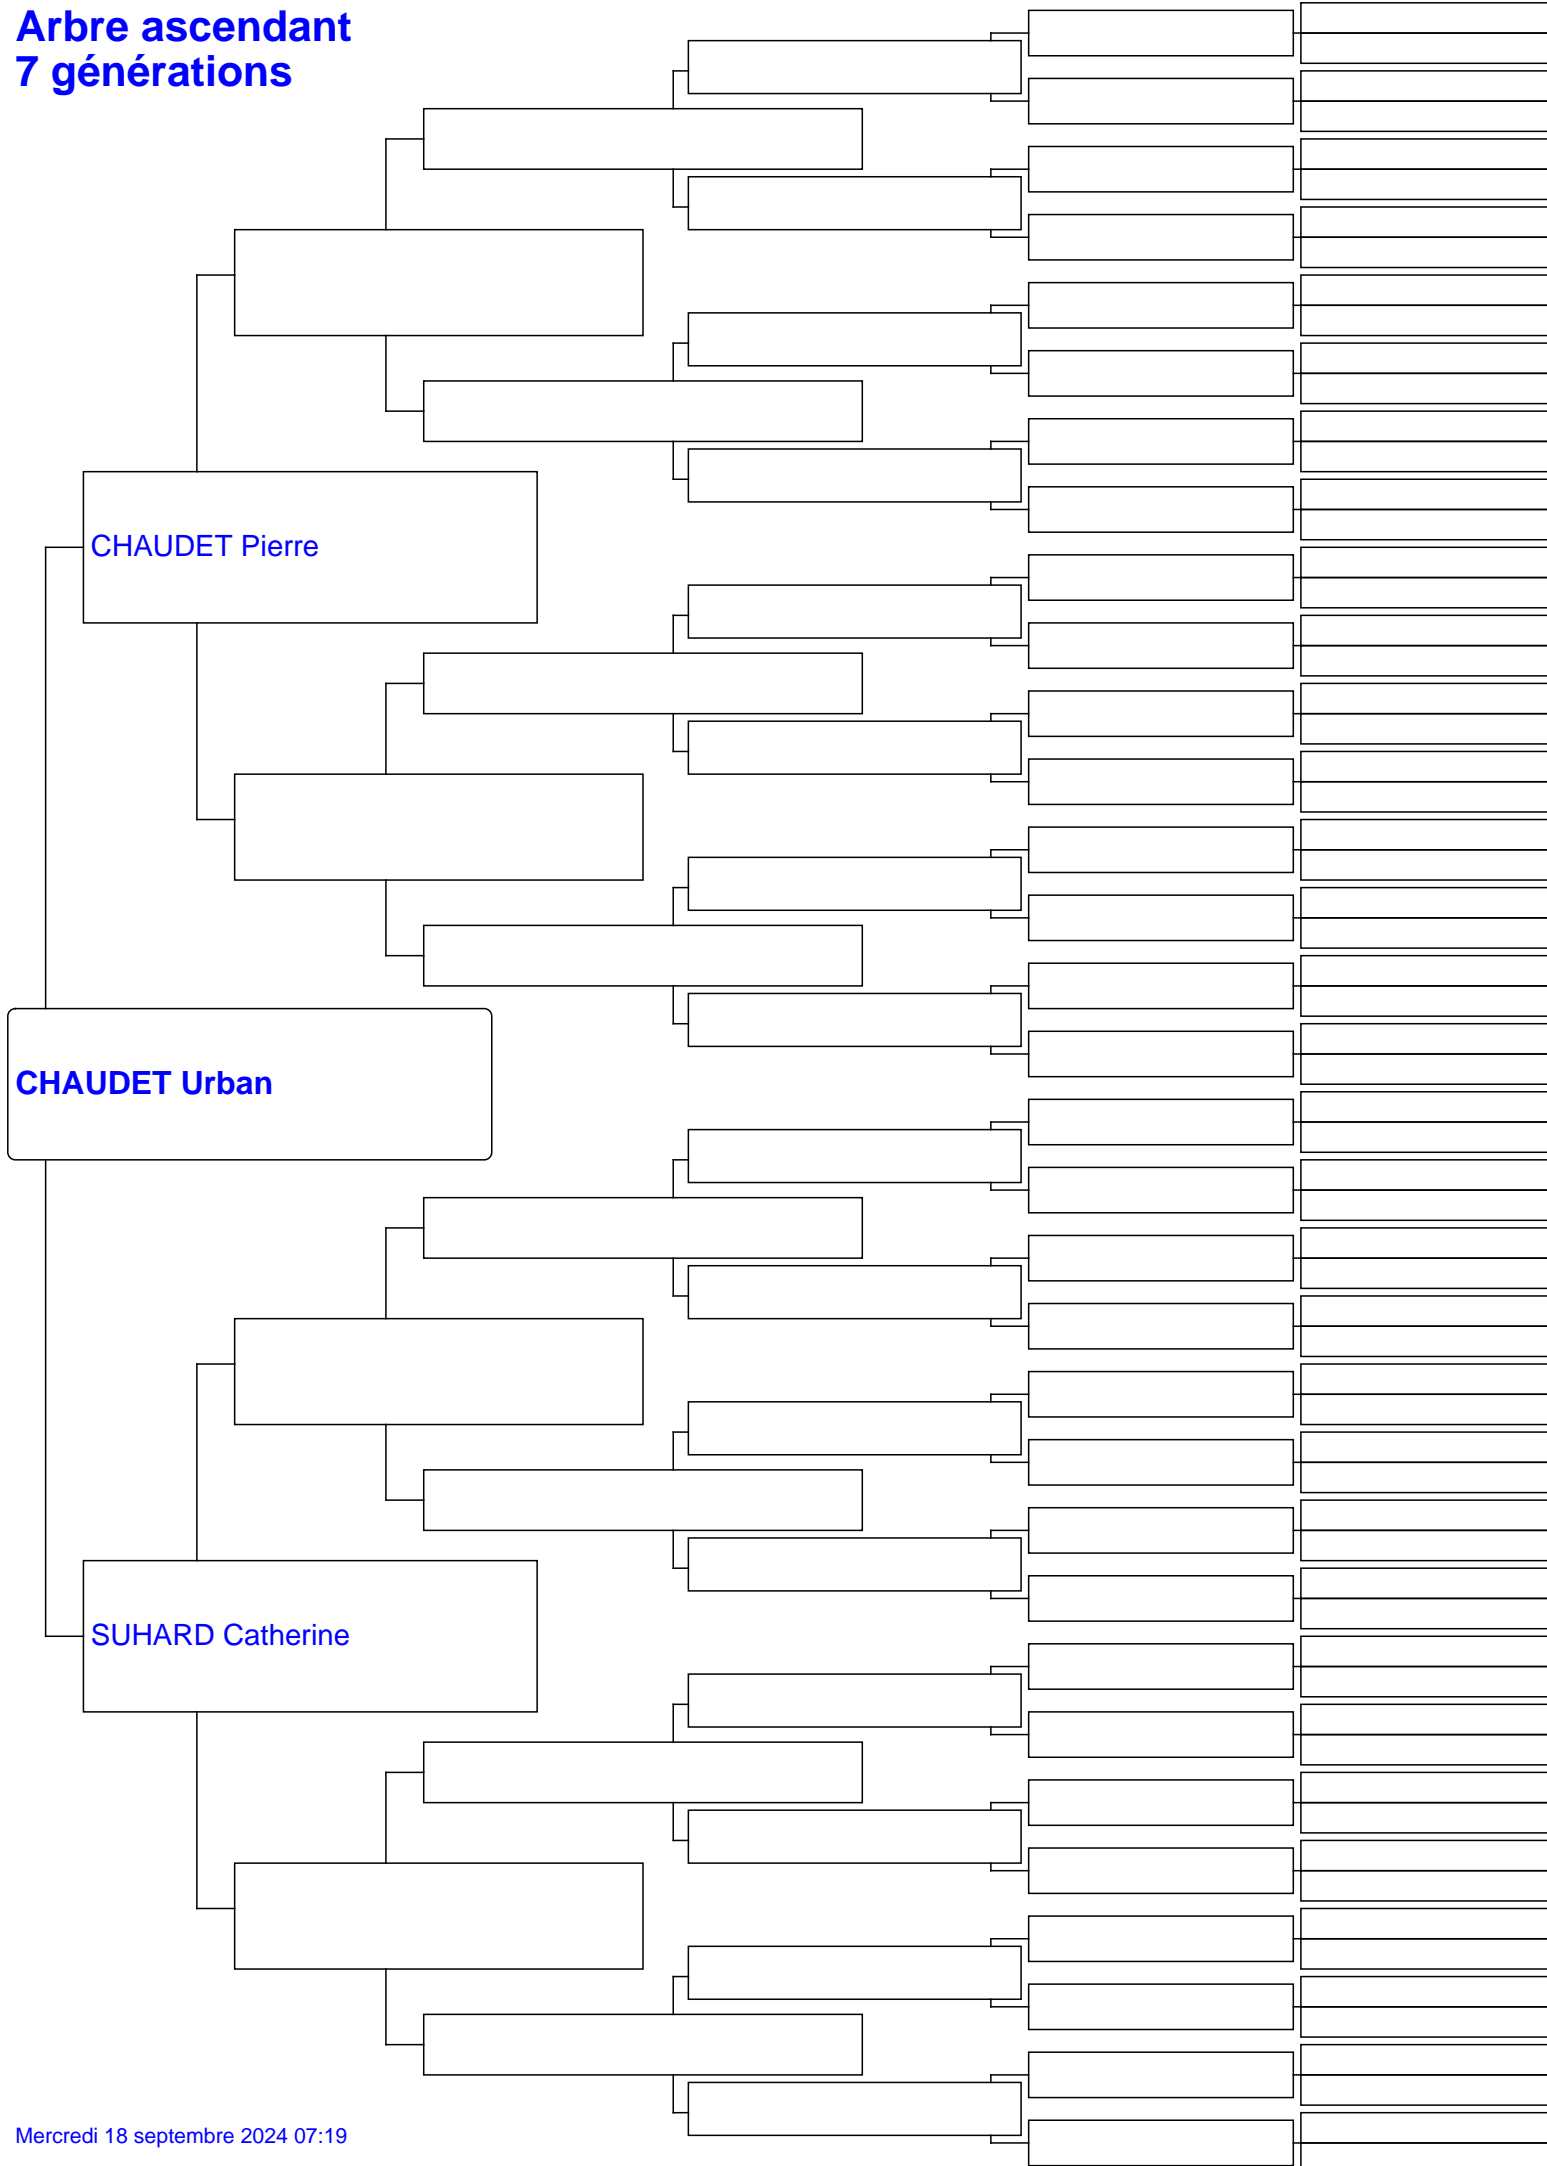 Arbre ascendant
7 générations
CHAUDET Pierre
CHAUDET Urban
SUHARD Catherine
Mercredi 18 septembre 2024 07:19